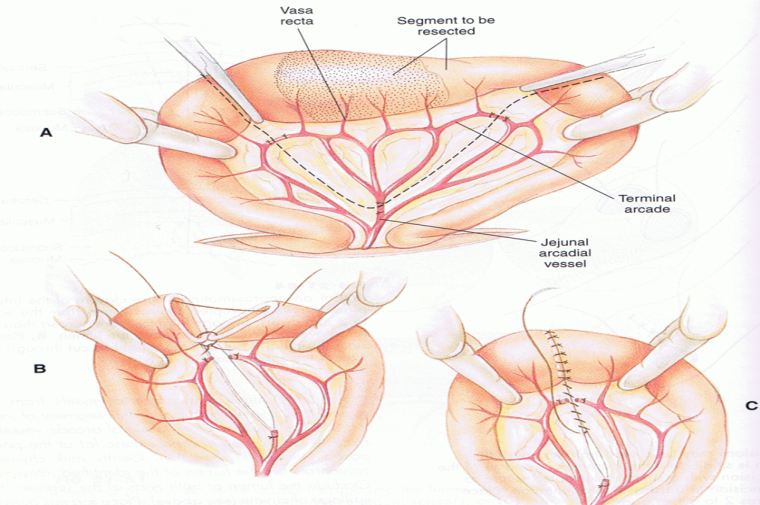 Vasa
recta
Segment to be
resected
A
Terminal
arcade
Jejunal
arcadial
vessel
B
C